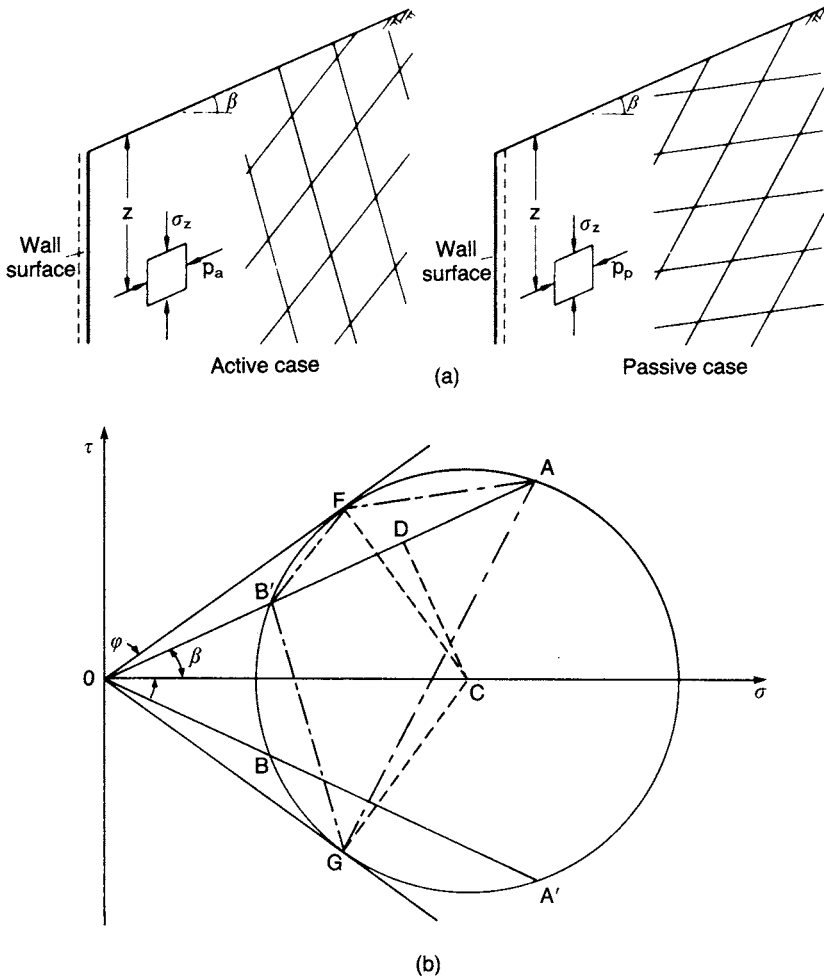 β
z
σz
Wall
surface
pa
Active case
β
z
σz
Wall
surface
pp
Passive case
(a)
τ
A
F
D
B'
φ
β
0
C
σ
B
G
A'
(b)